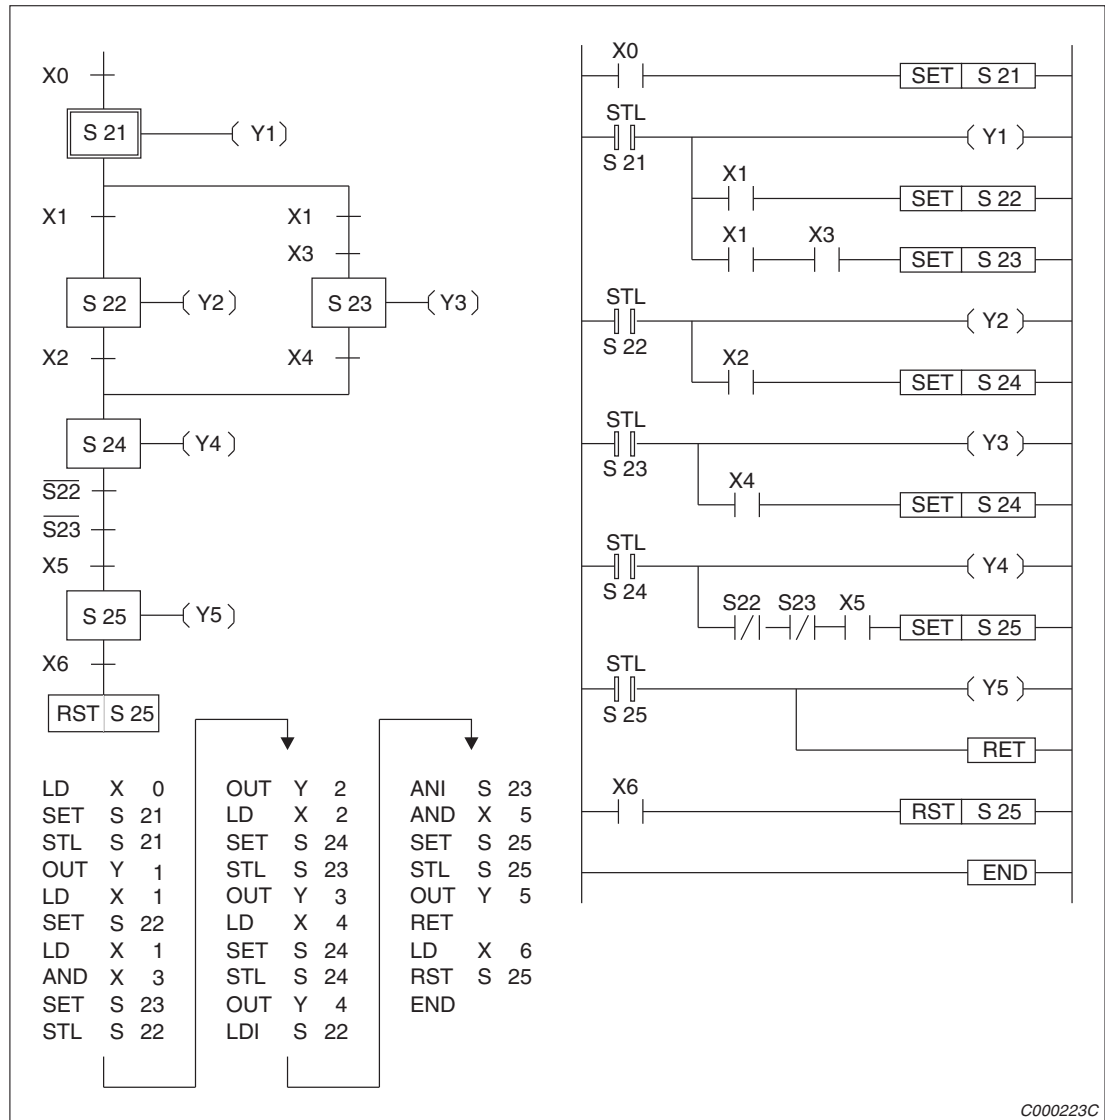 X0
S 21
Y1
X1
X1
X3
S 22
Y2
S 23
Y3
X2
X4
S 24
Y4
S22
S23
X5
S 25
Y5
X6
RST S 25
LD X 0
SET S 21
STL S 21
OUT Y 1
LD X 1
SET S 22
LD X 1
AND X 3
SET S 23
STL S 22
OUT Y 2
LD X 2
SET S 24
STL S 23
OUT Y 3
LD X 4
SET S 24
STL S 24
OUT Y 4
LDI S 22
ANI S 23
AND X 5
SET S 25
STL S 25
OUT Y 5
RET
LD X 6
RST S 25
END
X0
SET S 21
STL
S 21
Y1
X1
SET S 22
X1 X3
SET S 23
STL
S 22
Y2
X2
SET S 24
STL
S 23
Y3
X4
SET S 24
STL
S 24
Y4
S22 S23 X5
SET S 25
STL
S 25
Y5
RET
X6
RST S 25
END
C000223C